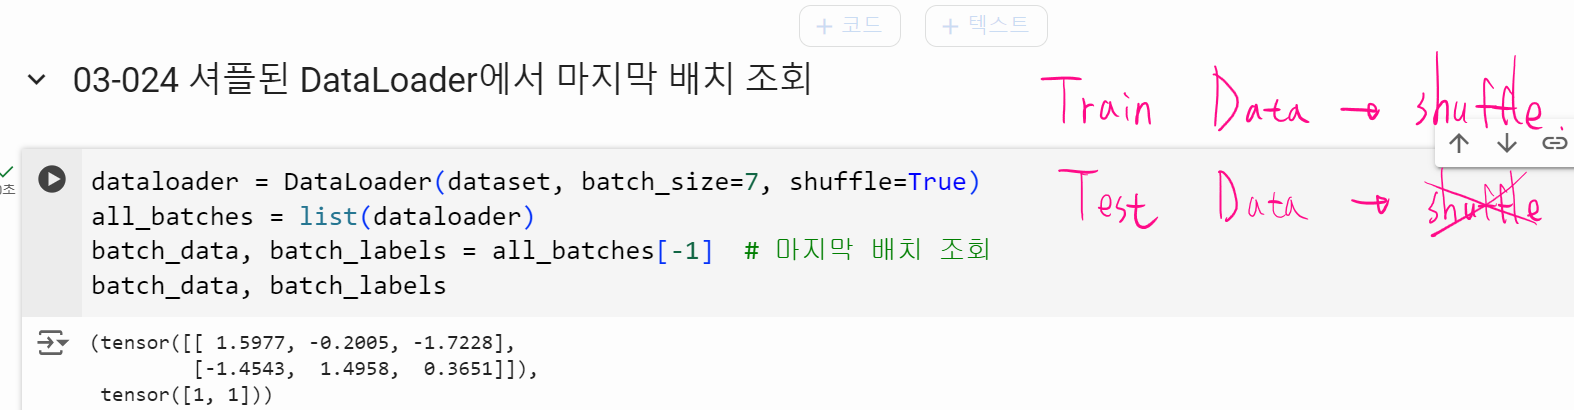 + 코드 + 텍스트
03-024 셔플된 DataLoader에서 마지막 배치 조회
Train Data → shuffle.
Test Data → shuffle
초
dataloader = DataLoader(dataset, batch_size=7, shuffle=True)
all_batches = list(dataloader)
batch_data, batch_labels = all_batches[-1]  # 마지막 배치 조회
batch_data, batch_labels
(tensor([[ 1.5977, -0.2005, -1.7228],
         [-1.4543,  1.4958,  0.3651]]),
 tensor([1, 1]))